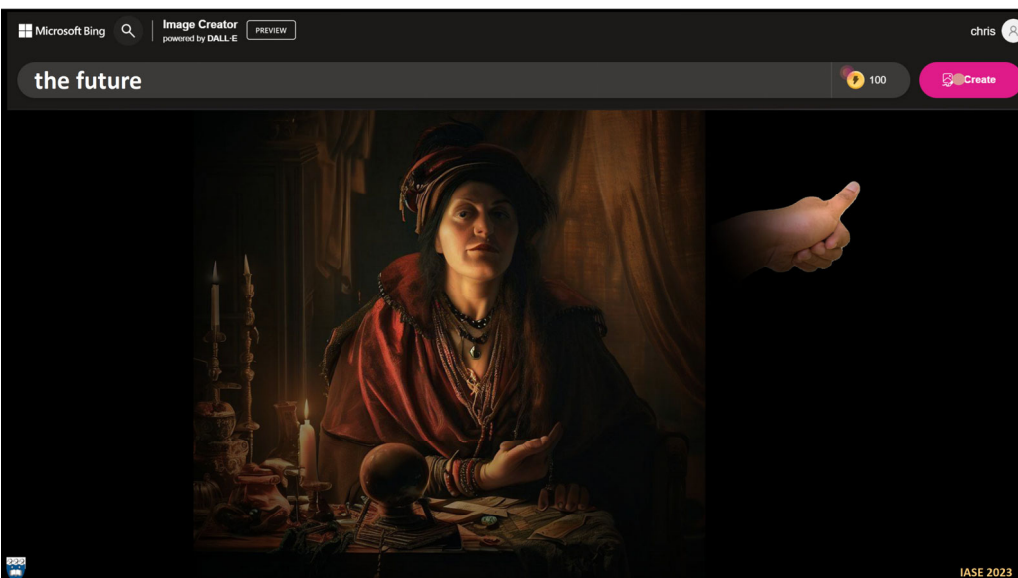 Microsoft Bing
Image Creator
powered by DALL·E
PREVIEW
chris
the future
100
Create
IASE 2023